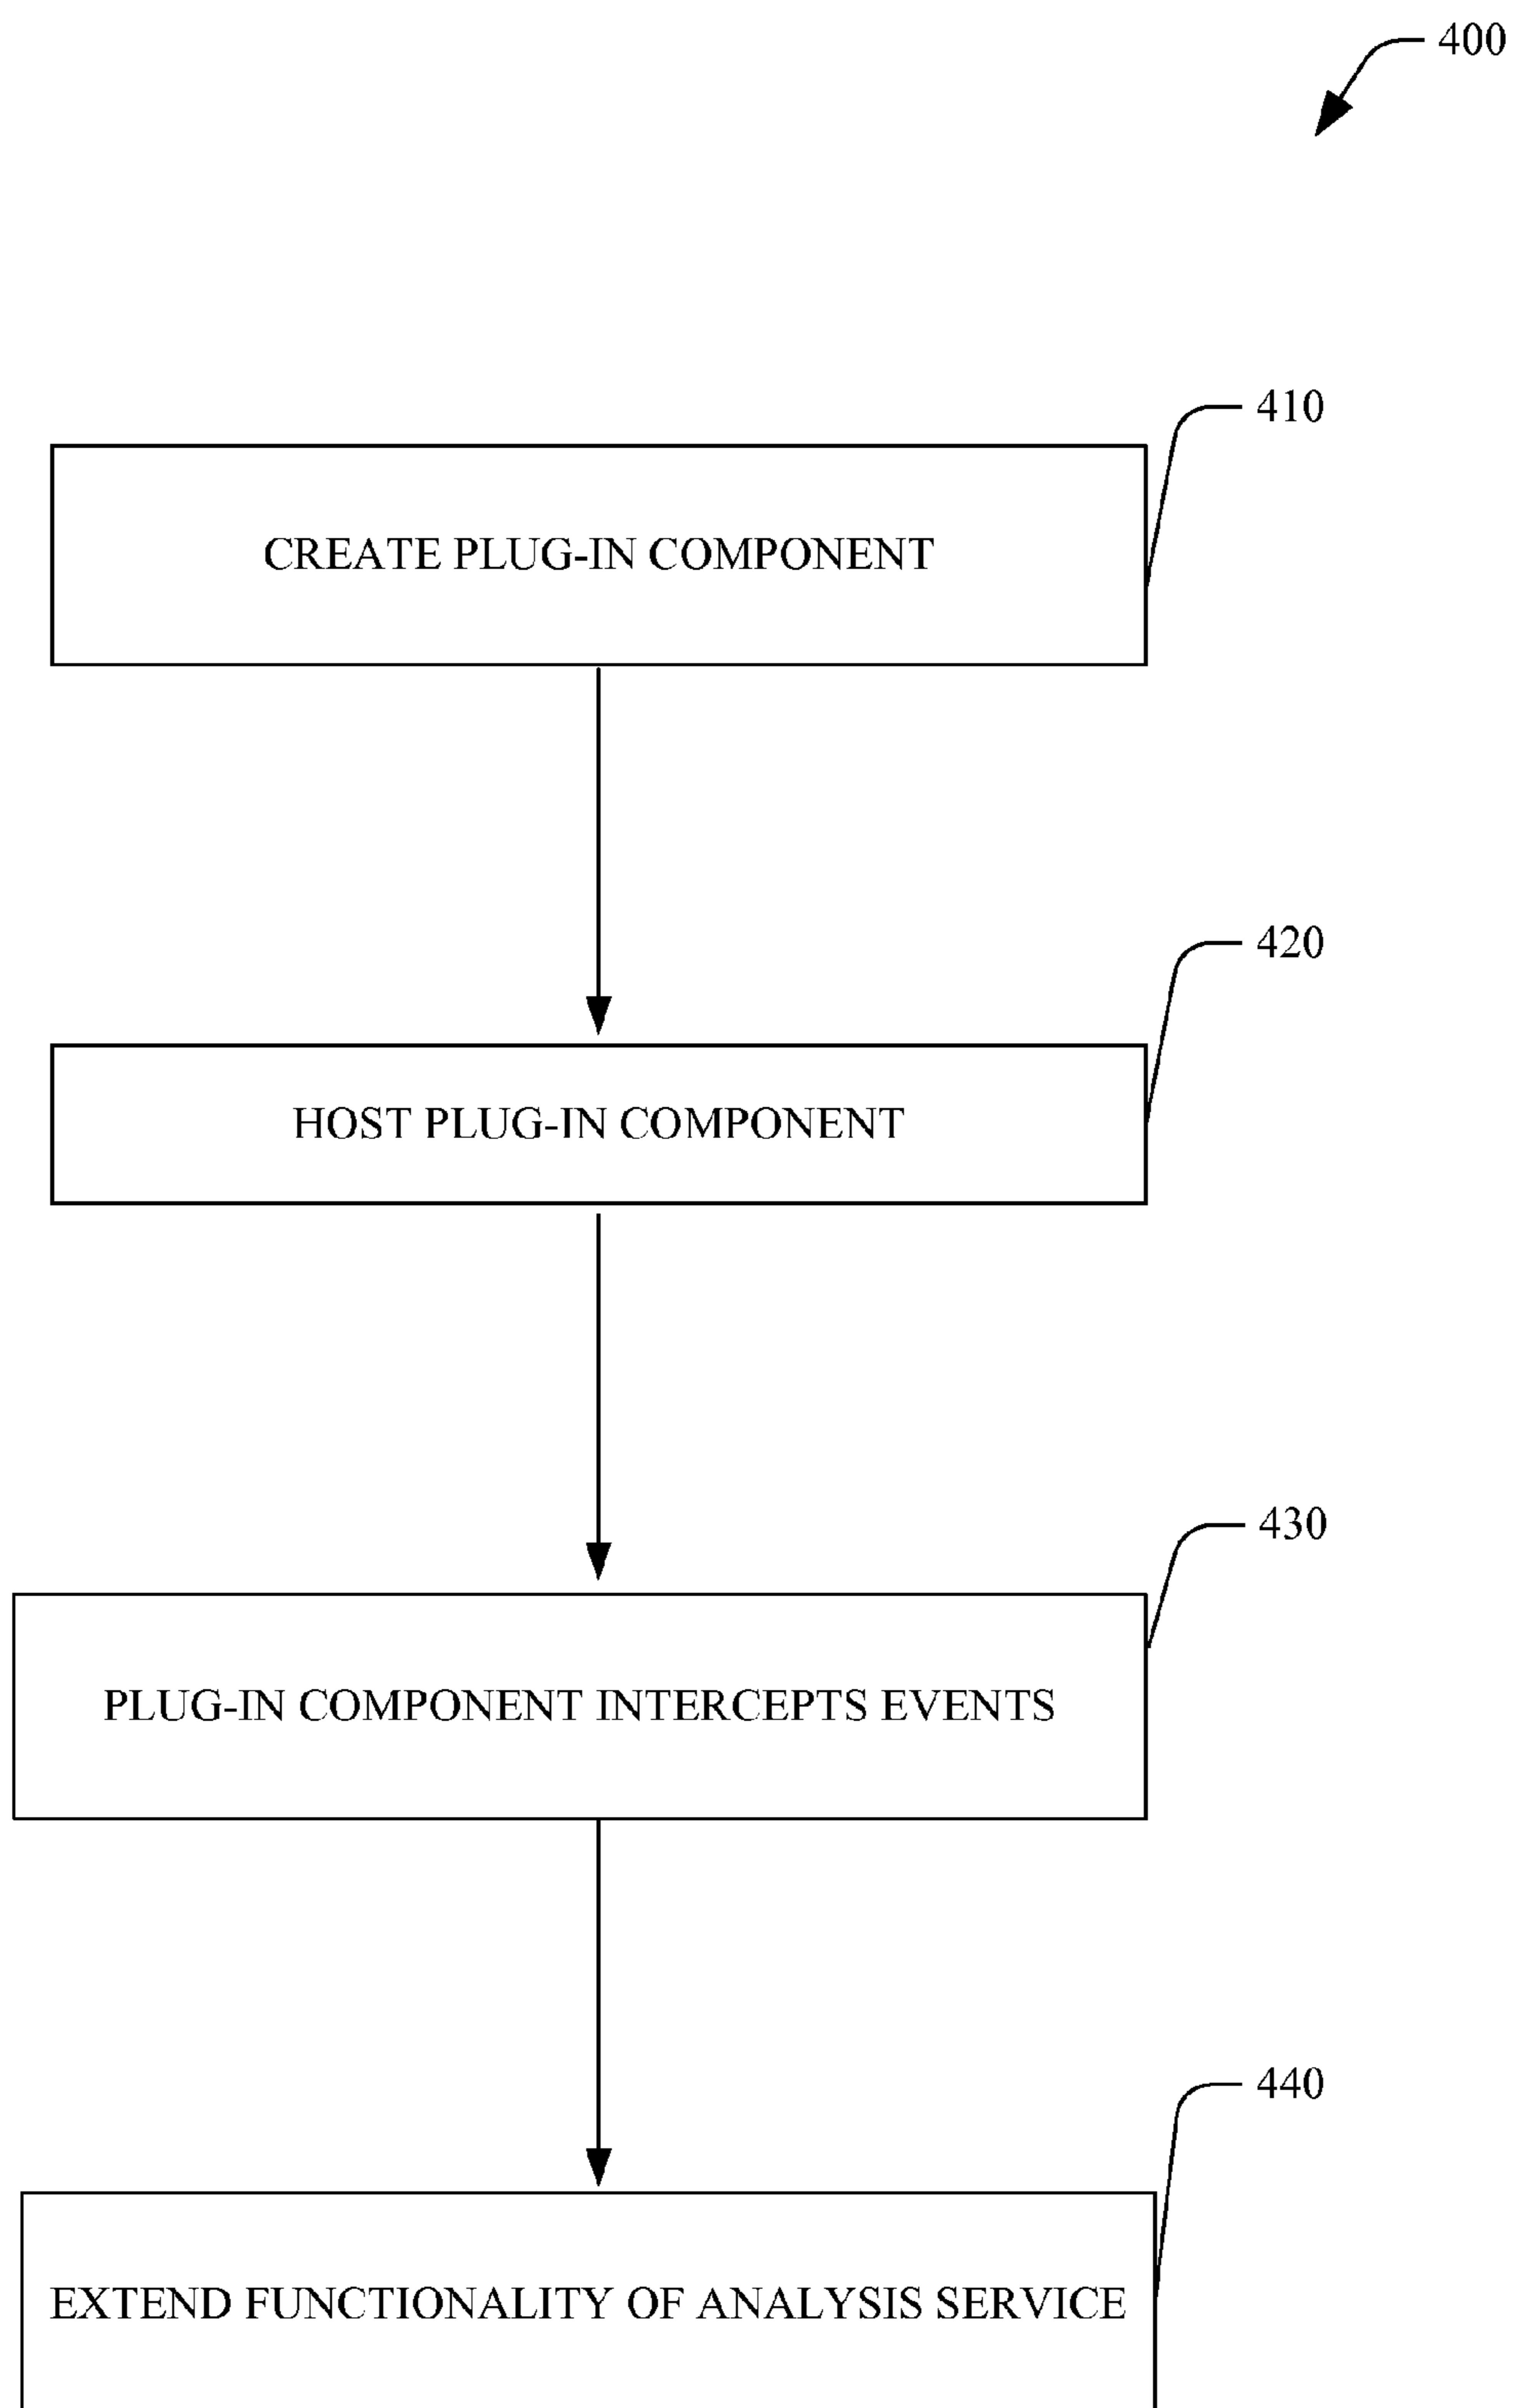 400
410
CREATE PLUG-IN COMPONENT
420
HOST PLUG-IN COMPONENT
430
PLUG-IN COMPONENT INTERCEPTS EVENTS
440
EXTEND FUNCTIONALITY OF ANALYSIS SERVICE